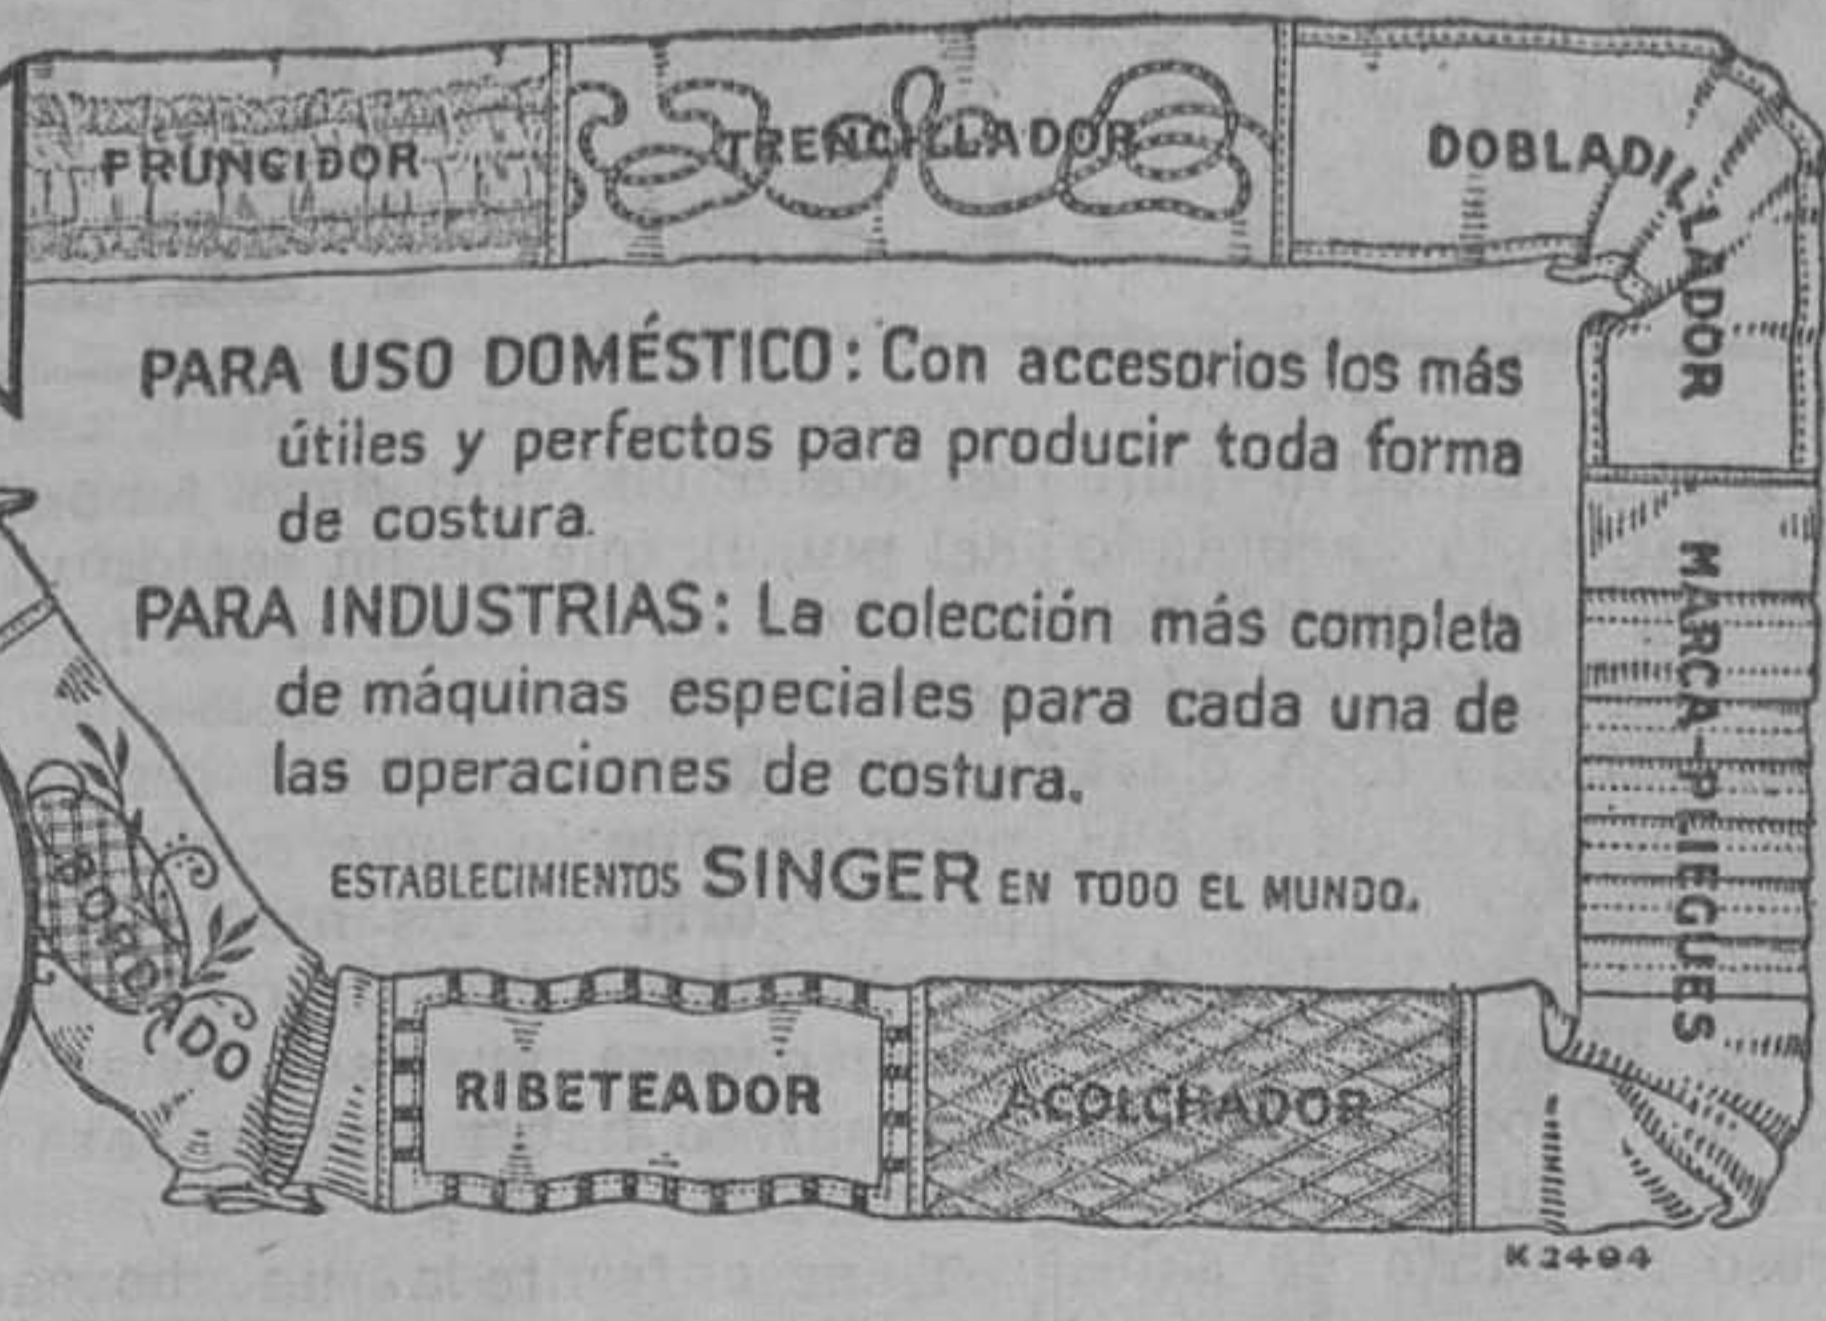 FRUNCIDOR
TRENCILLADOR
DOBLADILLADOR
PARA USO DOMÉSTICO: Con accesorios los más
útiles y perfectos para producir toda forma
de costura.
PARA INDUSTRIAS: La colección más completa
de máquinas especiales para cada una de
las operaciones de costura.
ESTABLECIMIENTOS SINGER EN TODO EL MUNDO.
MARCA-PLIEGUES
BORDADO
RIBETEADOR
ACOLCHADOR
K 2494